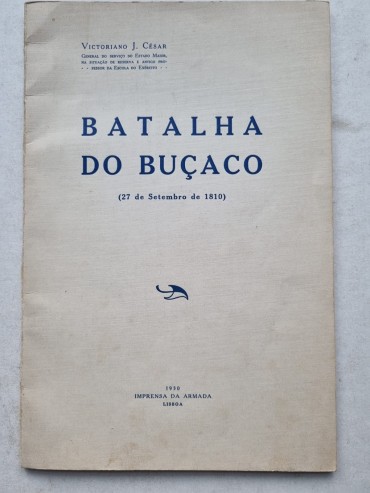 VICTORIANO J. CÉSAR
GENERAL DO SERVIÇO DO ESTADO MAIOR,
NA SITUAÇÃO DE RESERVA E ANTIGO PRO-
- - FESSOR DA ESCOLA DO EXÉRCITO - -
BATALHA
DO BUÇACO
(27 de Setembro de 1810)
1930
IMPRENSA DA ARMADA
LISBOA